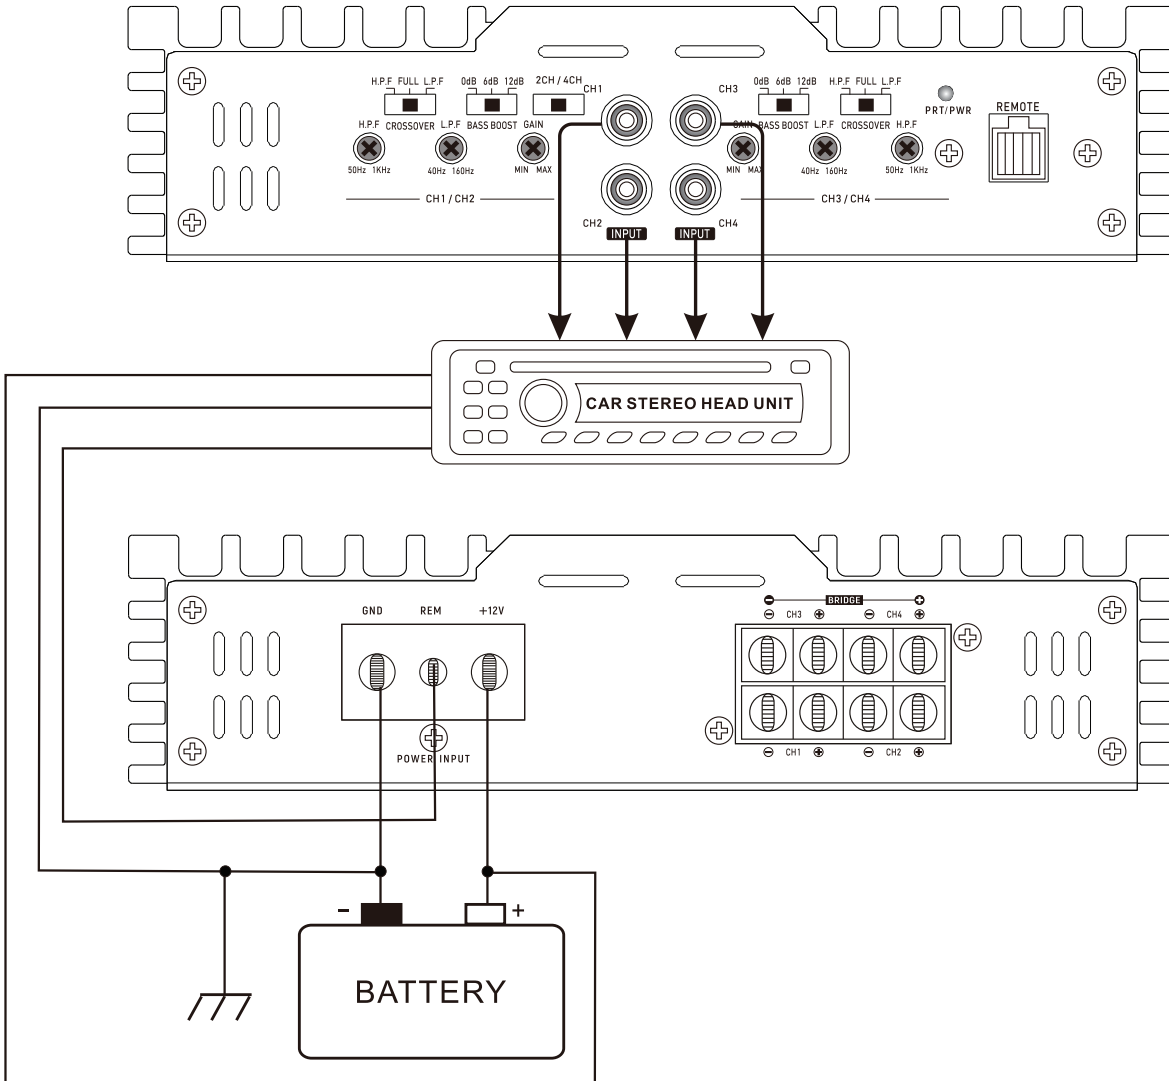 H.P.F FULL L.P.F
0dB 6dB 12dB
2CH / 4CH
CH1
CH3
0dB 6dB 12dB
H.P.F FULL L.P.F
PRT/PWR
REMOTE
H.P.F CROSSOVER L.P.F BASS BOOST GAIN
GAIN BASS BOOST L.P.F CROSSOVER H.P.F
50Hz 1KHz
40Hz 160Hz
MIN MAX
MIN MAX
40Hz 160Hz
50Hz 1KHz
CH1 / CH2
CH3 / CH4
CH2
INPUT
INPUT
CH4
CAR STEREO HEAD UNIT
GND REM +12V
POWER INPUT
- BRIDGE +
- CH3 + - CH4 +
- CH1 + - CH2 +
- +
BATTERY